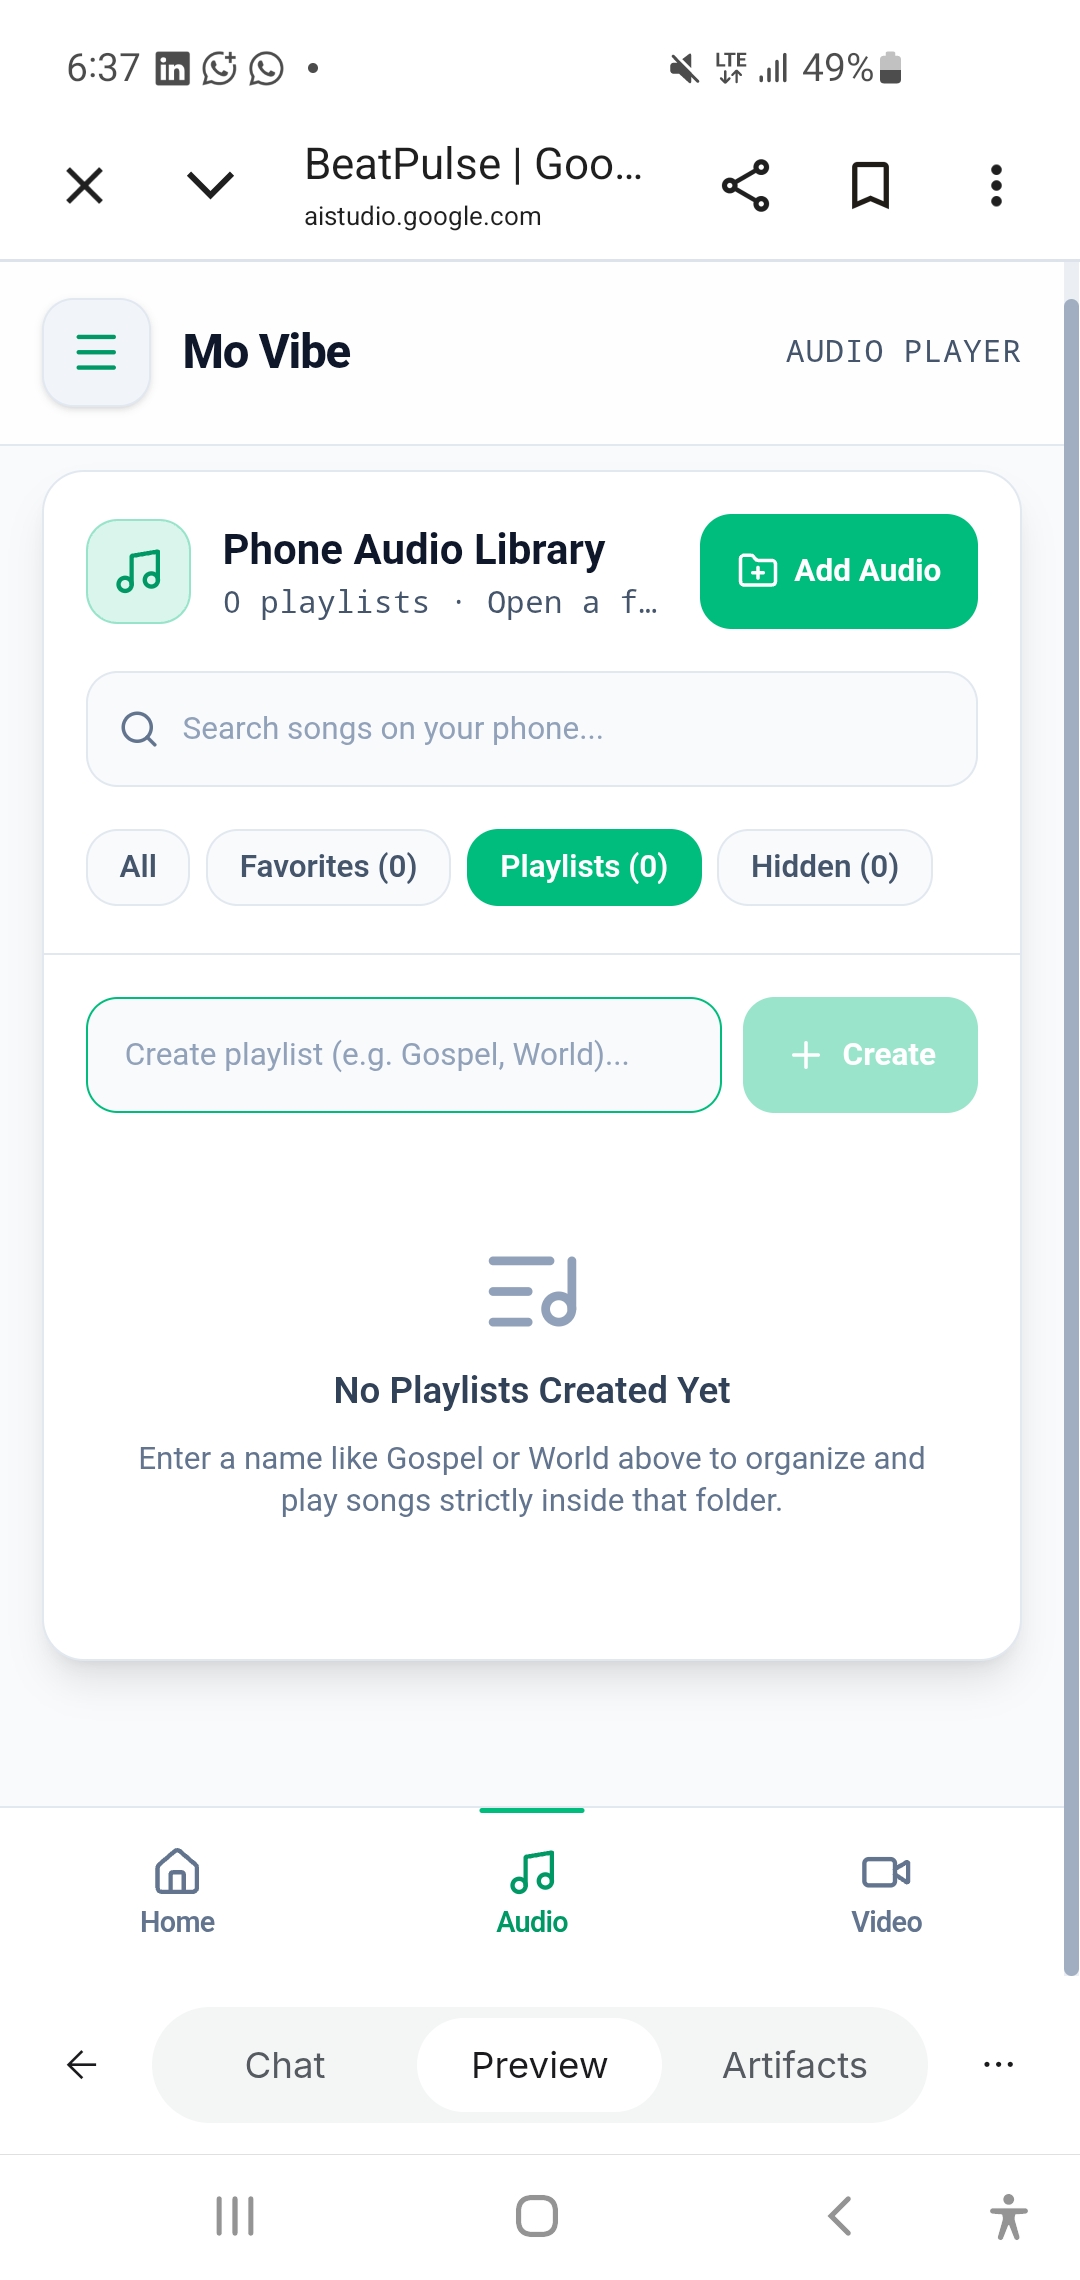 6:37
LTE
49%
BeatPulse | Goo...
aistudio.google.com
Mo Vibe
AUDIO PLAYER
Phone Audio Library
0 playlists · Open a f…
Add Audio
Search songs on your phone...
All
Favorites (0)
Playlists (0)
Hidden (0)
Create playlist (e.g. Gospel, World)...
Create
No Playlists Created Yet
Enter a name like Gospel or World above to organize and
play songs strictly inside that folder.
Home
Audio
Video
Chat
Preview
Artifacts